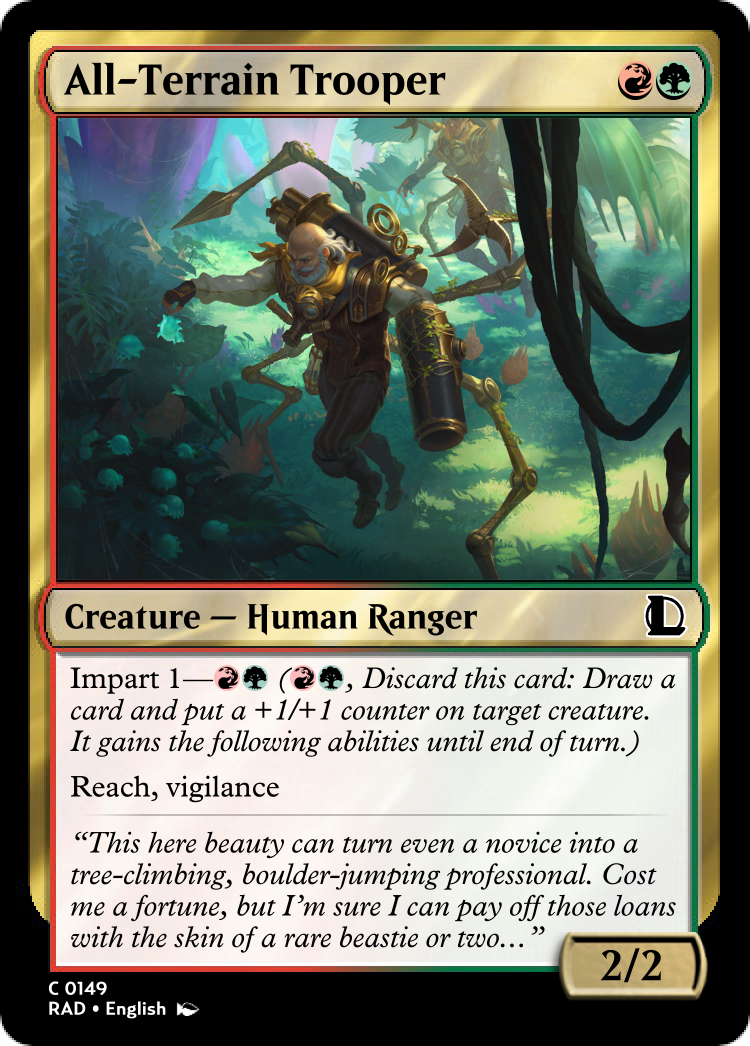 All-Terrain Trooper
Creature — Human Ranger
Impart 1— (, Discard this card: Draw a
card and put a +1/+1 counter on target creature.
It gains the following abilities until end of turn.)
Reach, vigilance
“This here beauty can turn even a novice into a
tree-climbing, boulder-jumping professional. Cost
me a fortune, but I’m sure I can pay off those loans
with the skin of a rare beastie or two…”
2/2
C 0149
RAD • English